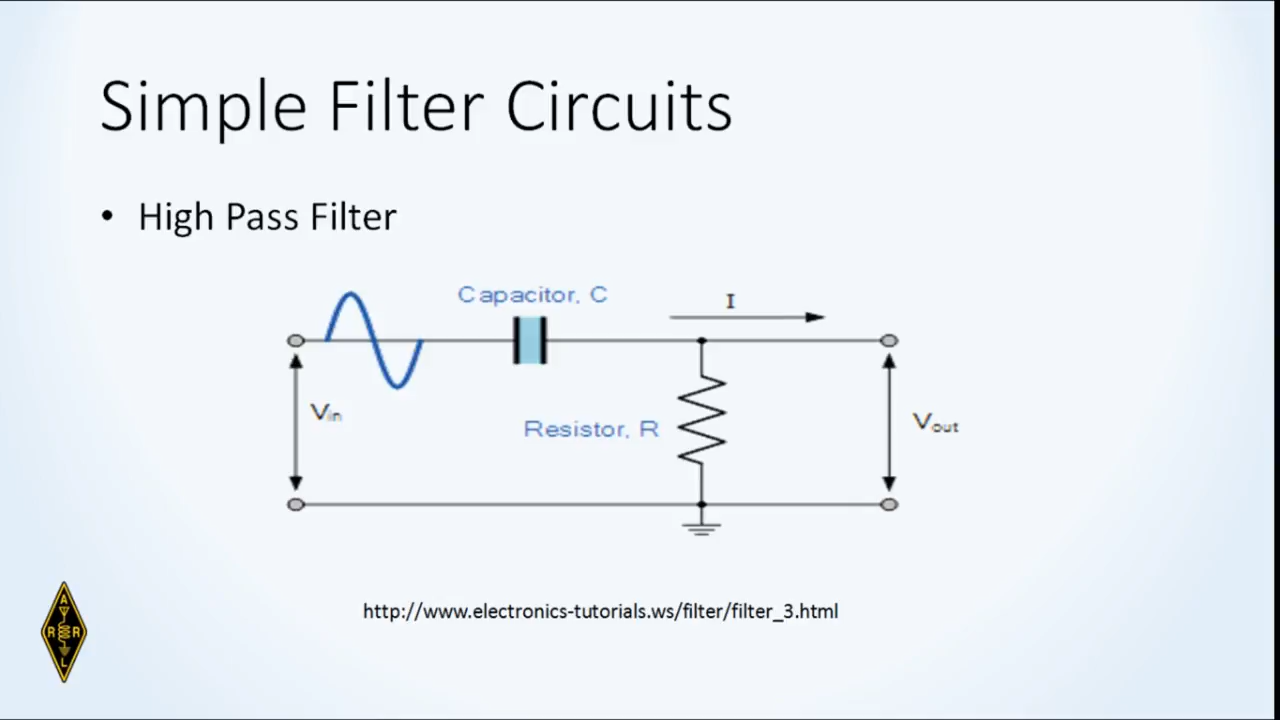 Simple Filter Circuits
• High Pass Filter
Capacitor, C
I
Vin
Resistor, R
Vout
http://www.electronics-tutorials.ws/filter/filter_3.html
A
R R
L